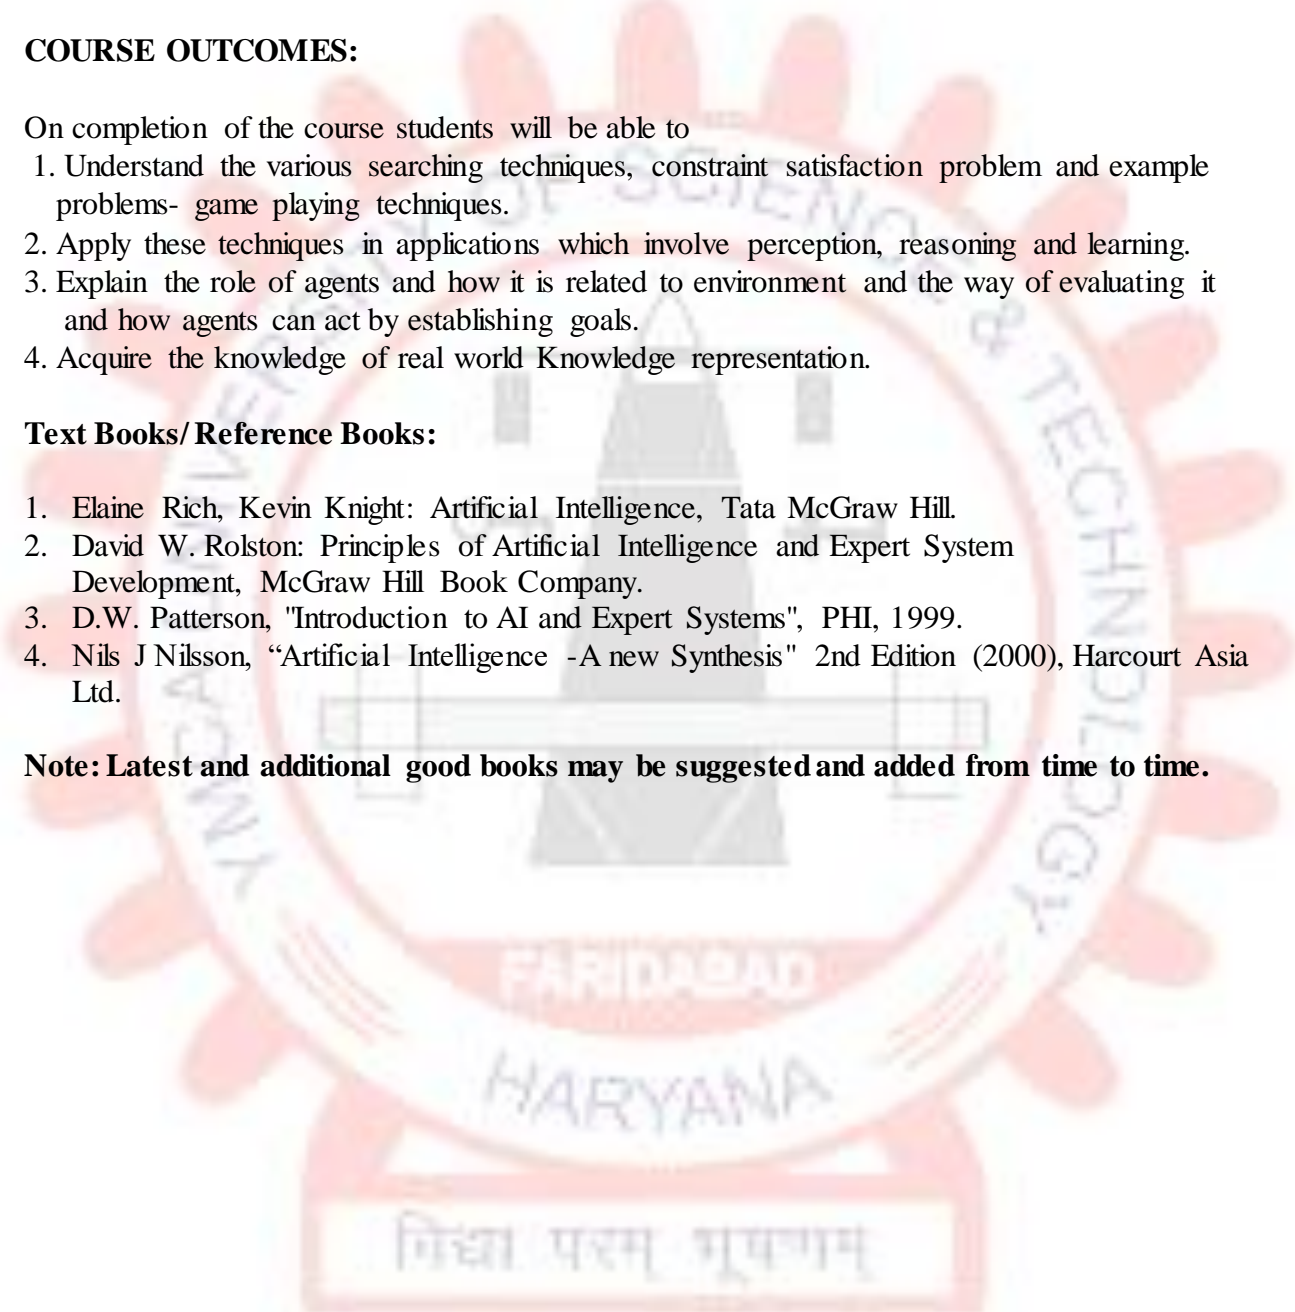 COURSE OUTCOMES:
On completion of the course students will be able to
1. Understand the various searching techniques, constraint satisfaction problem and example
problems- game playing techniques.
2. Apply these techniques in applications which involve perception, reasoning and learning.
3. Explain the role of agents and how it is related to environment and the way of evaluating it
and how agents can act by establishing goals.
4. Acquire the knowledge of real world Knowledge representation.
Text Books/ Reference Books:
1. Elaine Rich, Kevin Knight: Artificial Intelligence, Tata McGraw Hill.
2. David W. Rolston: Principles of Artificial Intelligence and Expert System
Development, McGraw Hill Book Company.
3. D.W. Patterson, "Introduction to AI and Expert Systems", PHI, 1999.
4. Nils J Nilsson, “Artificial Intelligence -A new Synthesis" 2nd Edition (2000), Harcourt Asia
Ltd.
Note: Latest and additional good books may be suggested and added from time to time.
YMCA UNIVERSITY OF SCIENCE & TECHNOLOGY
FARIDABAD
HARYANA
विद्या परम् भूषणम्